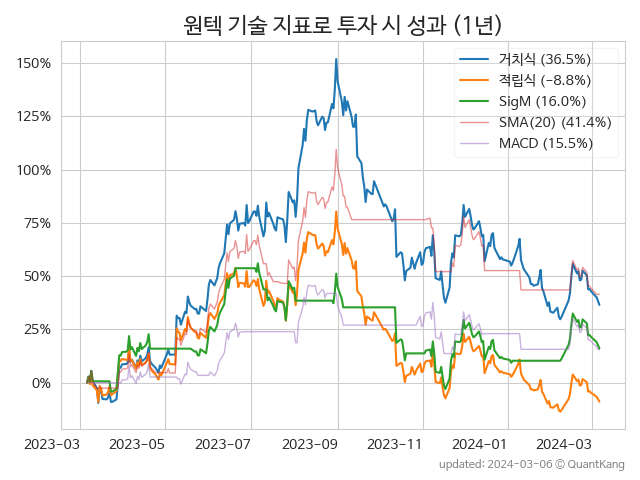 원텍 기술 지표로 투자 시 성과 (1년)
거치식 (36.5%)
적립식 (−8.8%)
SigM (16.0%)
SMA(20) (41.4%)
MACD (15.5%)
150%
125%
100%
75%
50%
25%
0%
2023−03 2023−05 2023−07 2023−09 2023−11 2024−01 2024−03
updated: 2024−03−06 ⓒ QuantKang